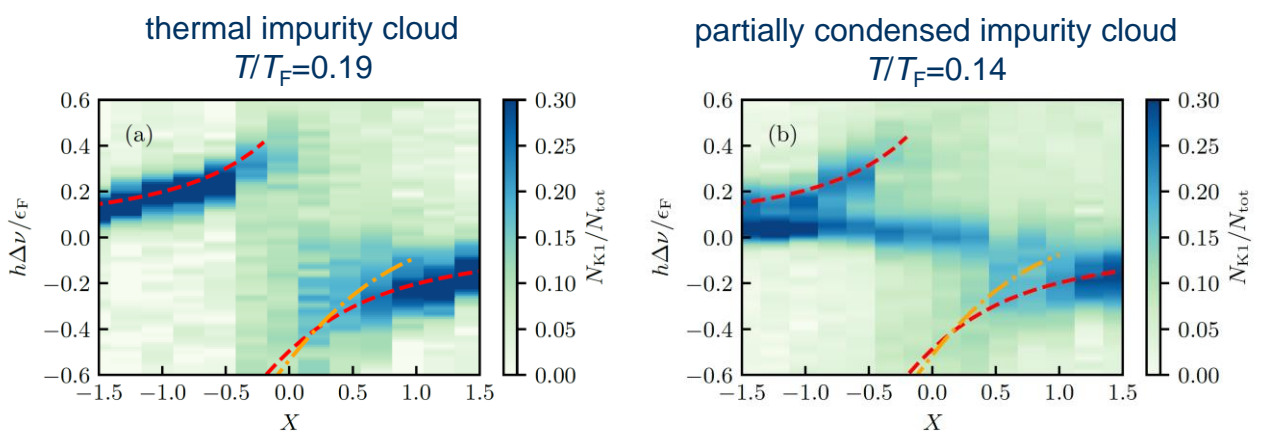 thermal impurity cloud
T/TF=0.19
partially condensed impurity cloud
T/TF=0.14
(a)
hΔν/ϵF
0.6
0.4
0.2
0.0
−0.2
−0.4
−0.6
−1.5 −1.0 −0.5 0.0 0.5 1.0 1.5
X
0.30
0.25
0.20
0.15
0.10
0.05
0.00
NK1/Ntot
(b)
hΔν/ϵF
0.6
0.4
0.2
0.0
−0.2
−0.4
−0.6
−1.5 −1.0 −0.5 0.0 0.5 1.0 1.5
X
0.30
0.25
0.20
0.15
0.10
0.05
0.00
NK1/Ntot